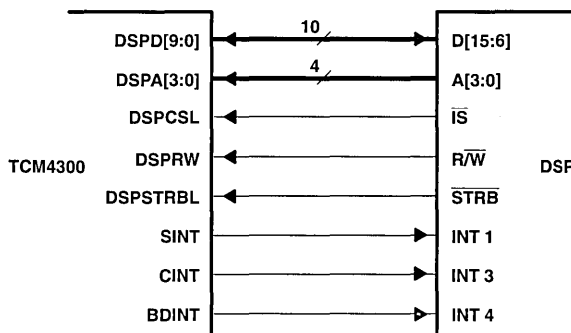 10
DSPD[9:0] D[15:6]
4
DSPA[3:0] A[3:0]
DSPCSL IS
TCM4300 DSPRW R/W DSP
DSPSTRBL STRB
SINT INT 1
CINT INT 3
BDINT INT 4